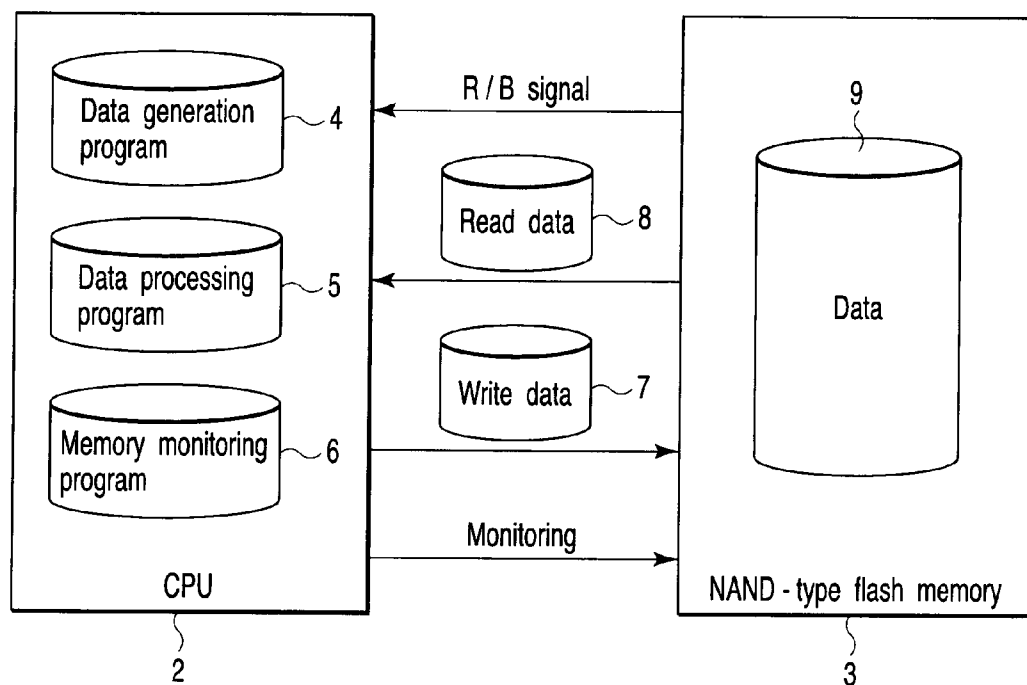 Data generation
program
4
Data processing
program
5
Memory monitoring
program
6
CPU
2
R / B signal
Read data
8
Write data
7
Monitoring
9
Data
NAND - type flash memory
3